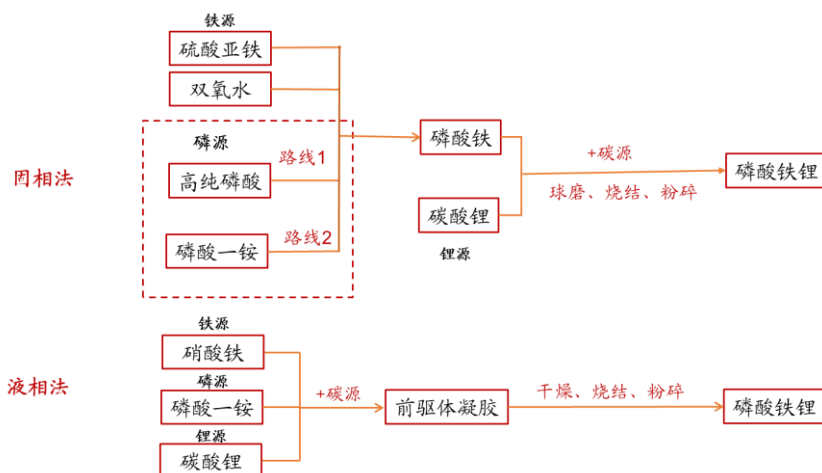 铁源
硫酸亚铁
双氧水
磷源
路线1
高纯磷酸
路线2
磷酸一铵
固相法
磷酸铁
碳酸锂
锂源
+碳源
球磨、烧结、粉碎
磷酸铁锂
液相法
铁源
硝酸铁
磷源
磷酸一铵
锂源
碳酸锂
+碳源
前驱体凝胶
干燥、烧结、粉碎
磷酸铁锂